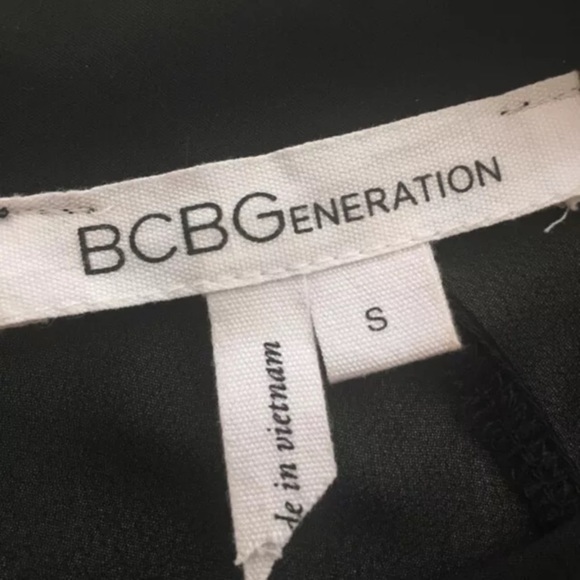 BCBGENERATION
S
de in vietnam